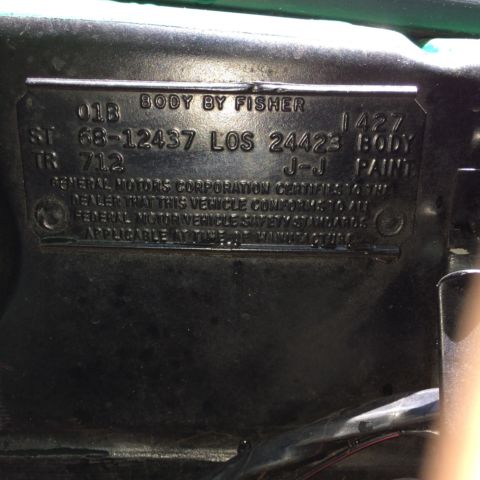 BODY BY FISHER
01B 1427
ST 68-12437 LOS 24423 BODY
TR 712 J-J PAINT
GENERAL MOTORS CORPORATION CERTIFIES TO THE
DEALER THAT THIS VEHICLE CONFORMS TO ALL
FEDERAL MOTOR VEHICLE SAFETY STANDARDS
APPLICABLE AT TIME OF MANUFACTURE